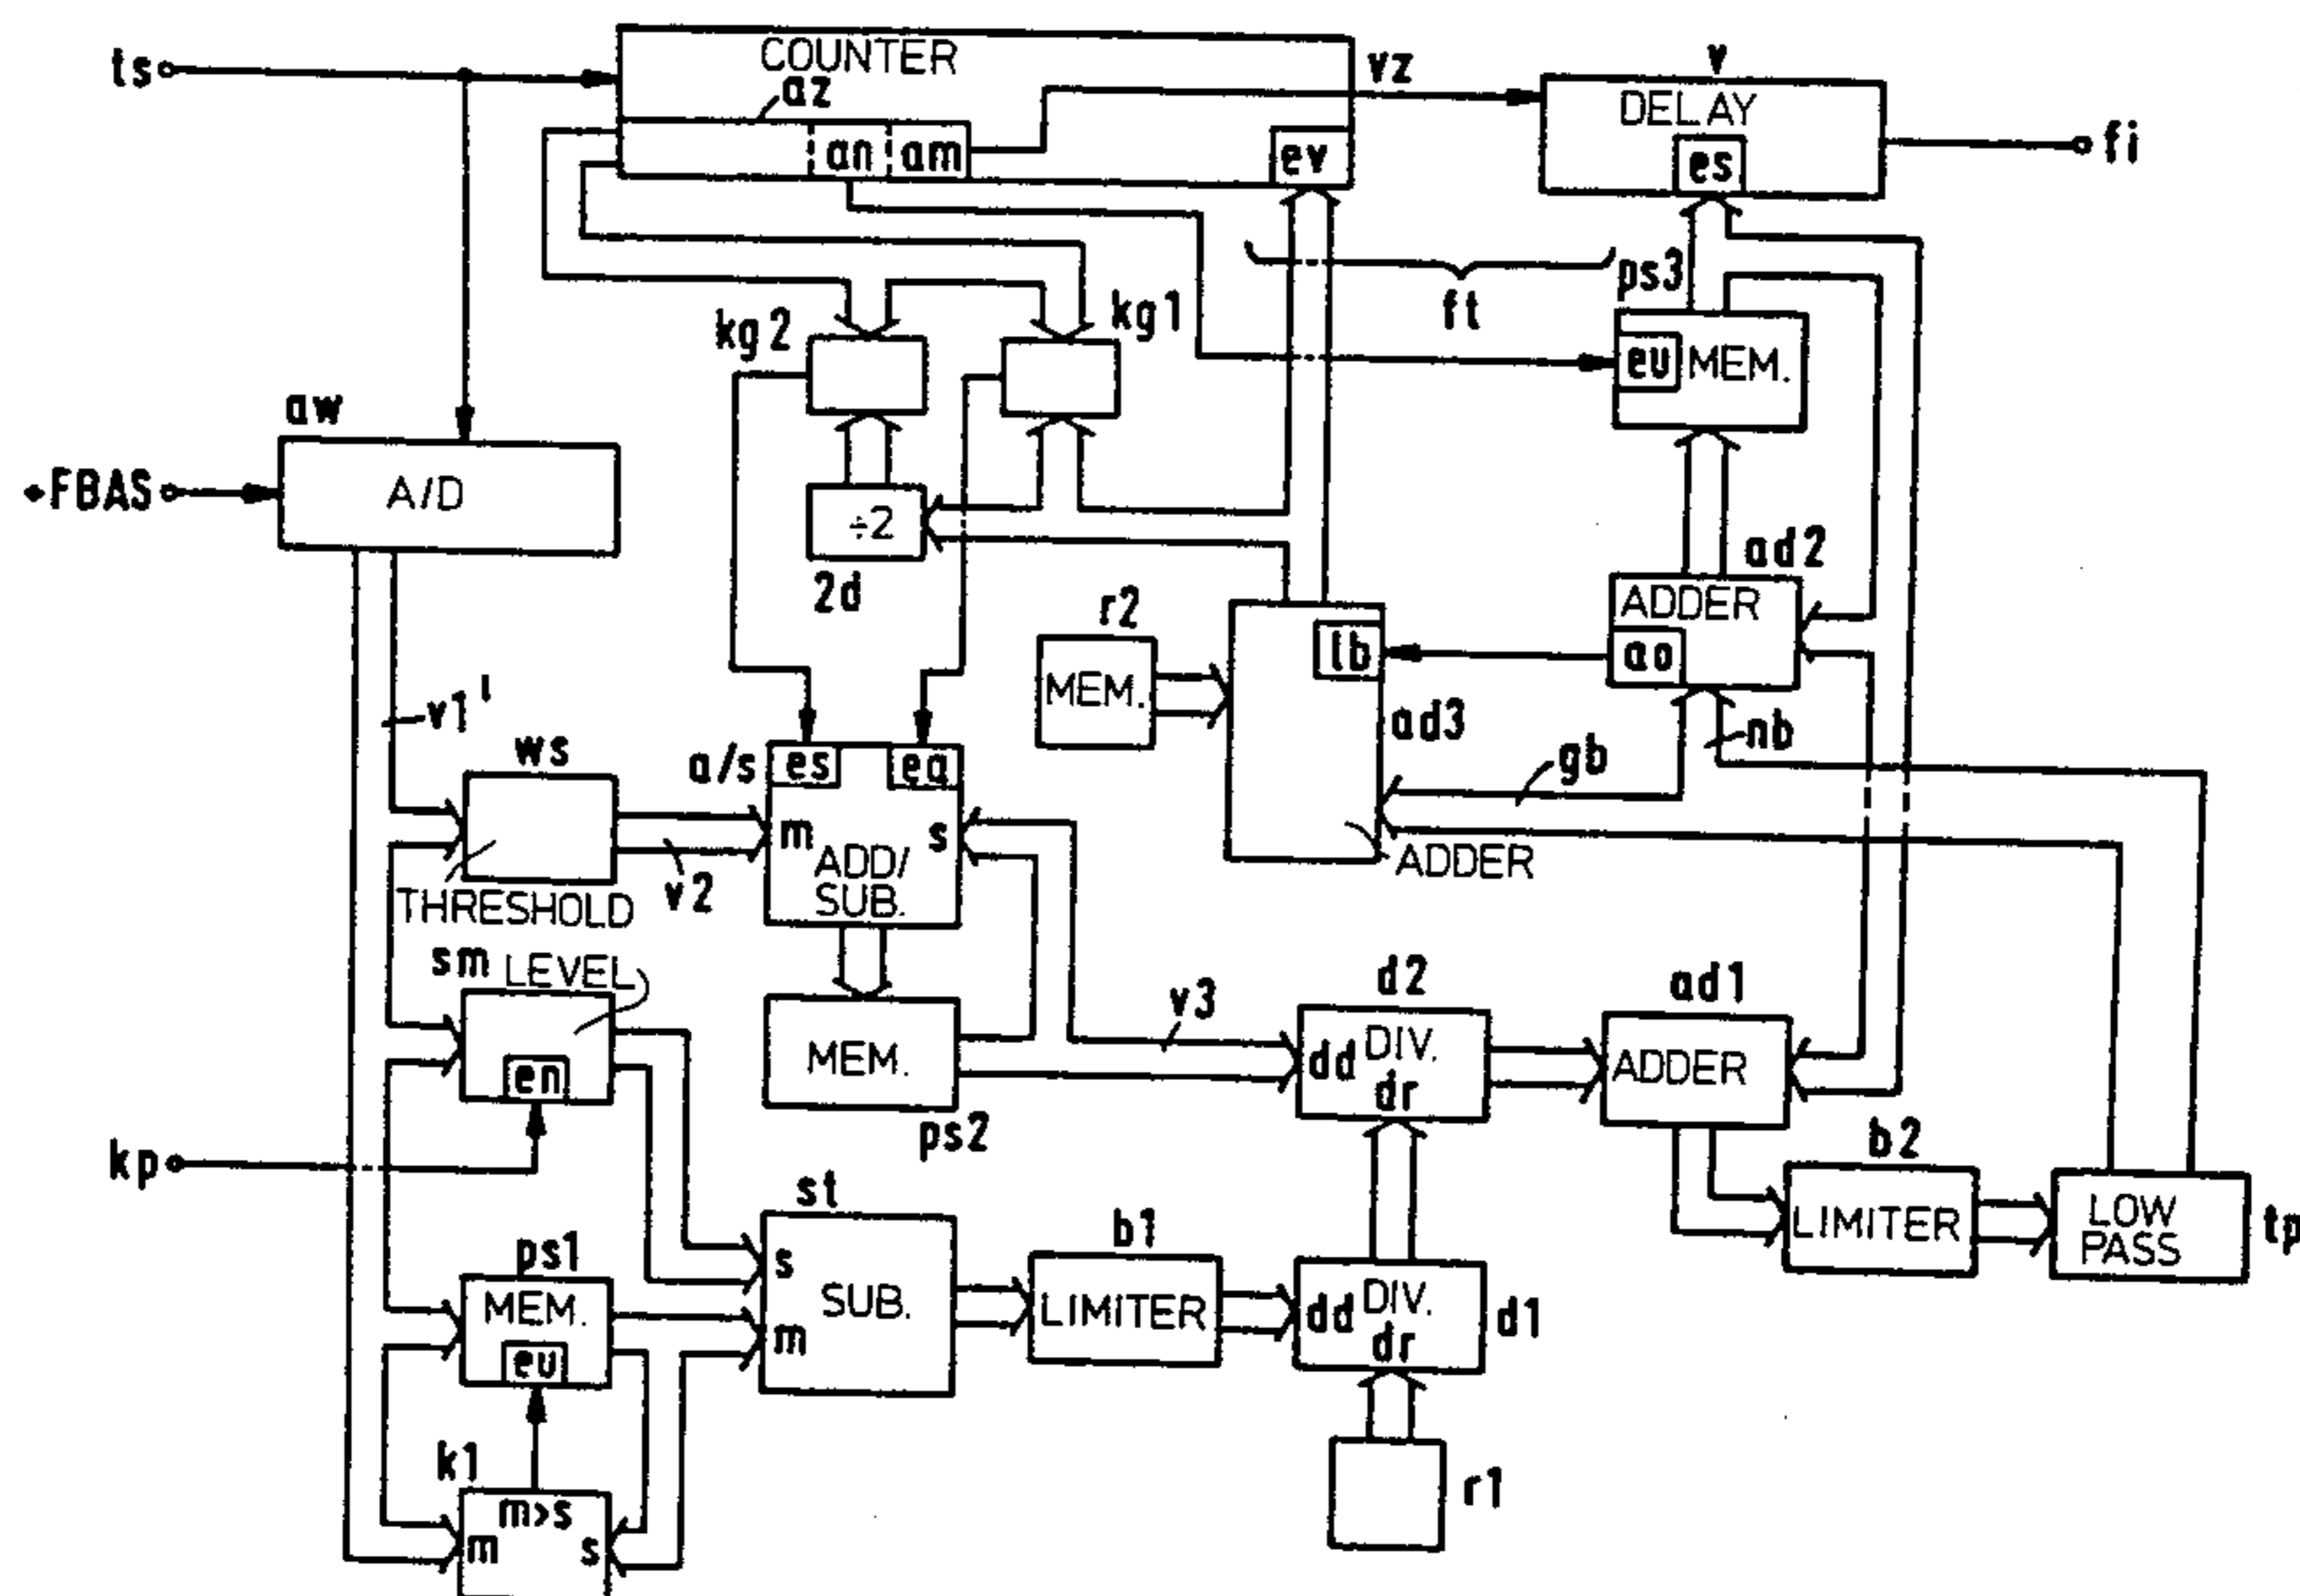 ts
COUNTER
az
an
am
ev
vz
v
DELAY
es
fi
kg2
kg1
ft
ps3
eu
MEM.
aw
+FBAS
A/D
÷2
2d
r2
MEM.
lb
ad3
ADDER
ad2
ADDER
ao
nb
gb
v1'
ws
THRESHOLD
v2
a/s
es
ea
m
s
ADD/
SUB.
sm
LEVEL
en
MEM.
ps2
v3
d2
DIV.
dd
dr
ad1
ADDER
b2
LIMITER
LOW
PASS
tp
kp
st
s
SUB.
m
b1
LIMITER
DIV.
dd
dr
d1
ps1
MEM.
eu
k1
m>s
m
s
r1